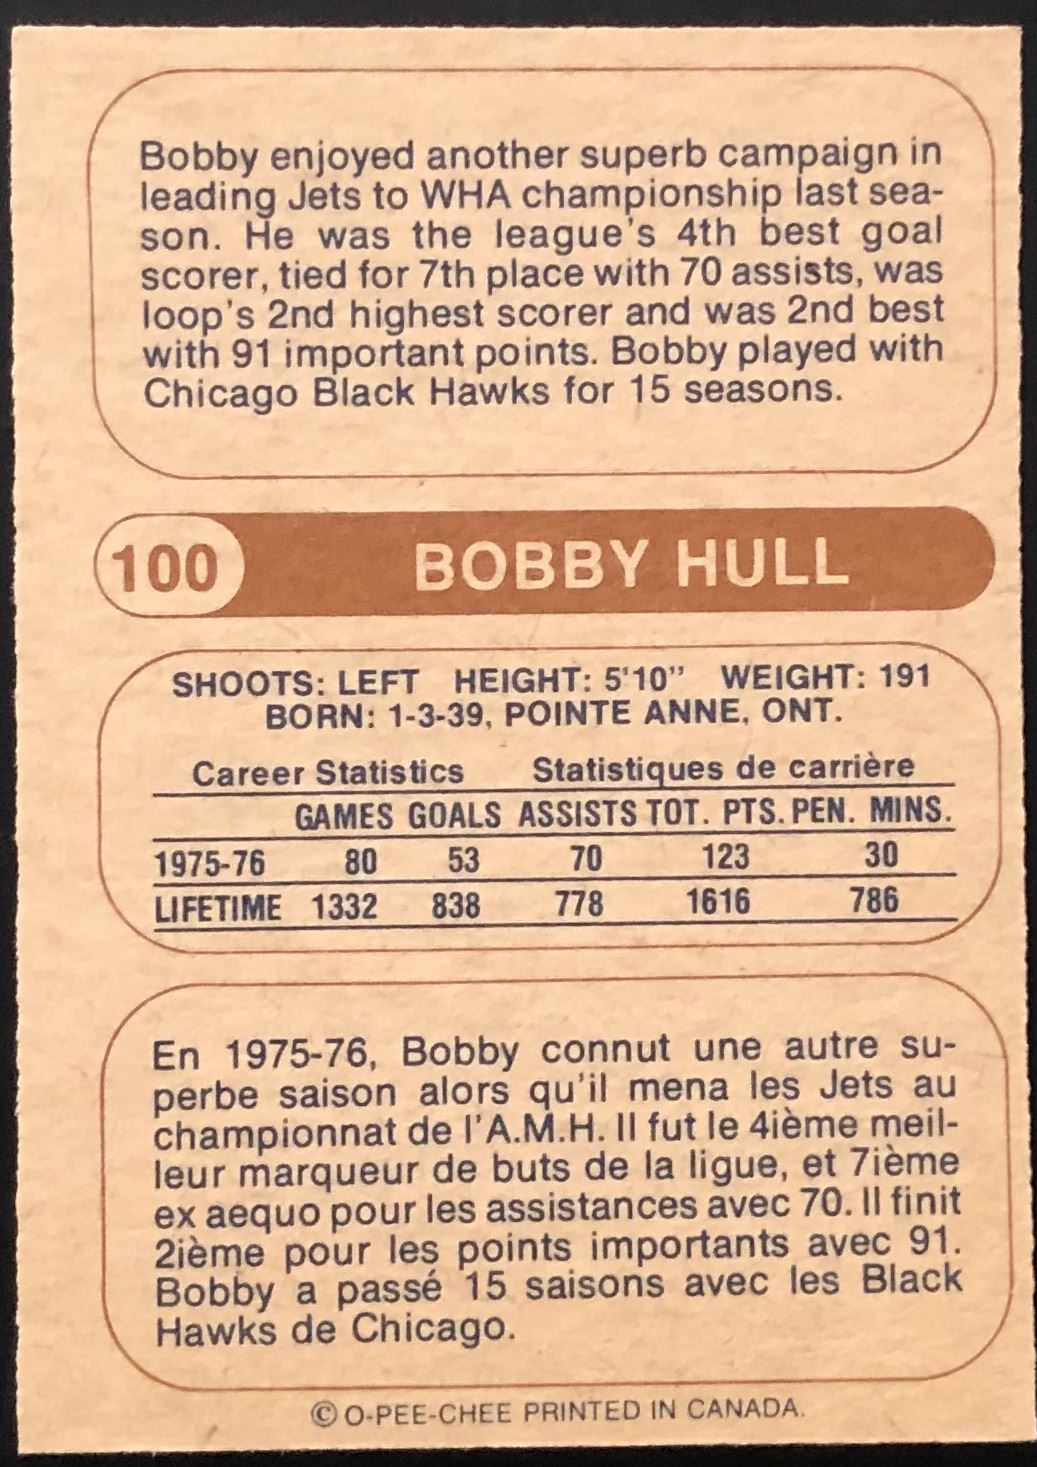 Bobby enjoyed another superb campaign in
leading Jets to WHA championship last sea-
son. He was the league's 4th best goal
scorer, tied for 7th place with 70 assists, was
loop's 2nd highest scorer and was 2nd best
with 91 important points. Bobby played with
Chicago Black Hawks for 15 seasons.
100 BOBBY HULL
SHOOTS: LEFT HEIGHT: 5'10" WEIGHT: 191
BORN: 1-3-39, POINTE ANNE, ONT.
Career Statistics Statistiques de carrière
GAMES GOALS ASSISTS TOT. PTS. PEN. MINS.
1975-76 80 53 70 123 30
LIFETIME 1332 838 778 1616 786
En 1975-76, Bobby connut une autre su-
perbe saison alors qu'il mena les Jets au
championnat de l'A.M.H. Il fut le 4ième meil-
leur marqueur de buts de la ligue, et 7ième
ex aequo pour les assistances avec 70. Il finit
2ième pour les points importants avec 91.
Bobby a passé 15 saisons avec les Black
Hawks de Chicago.
© O-PEE-CHEE PRINTED IN CANADA.